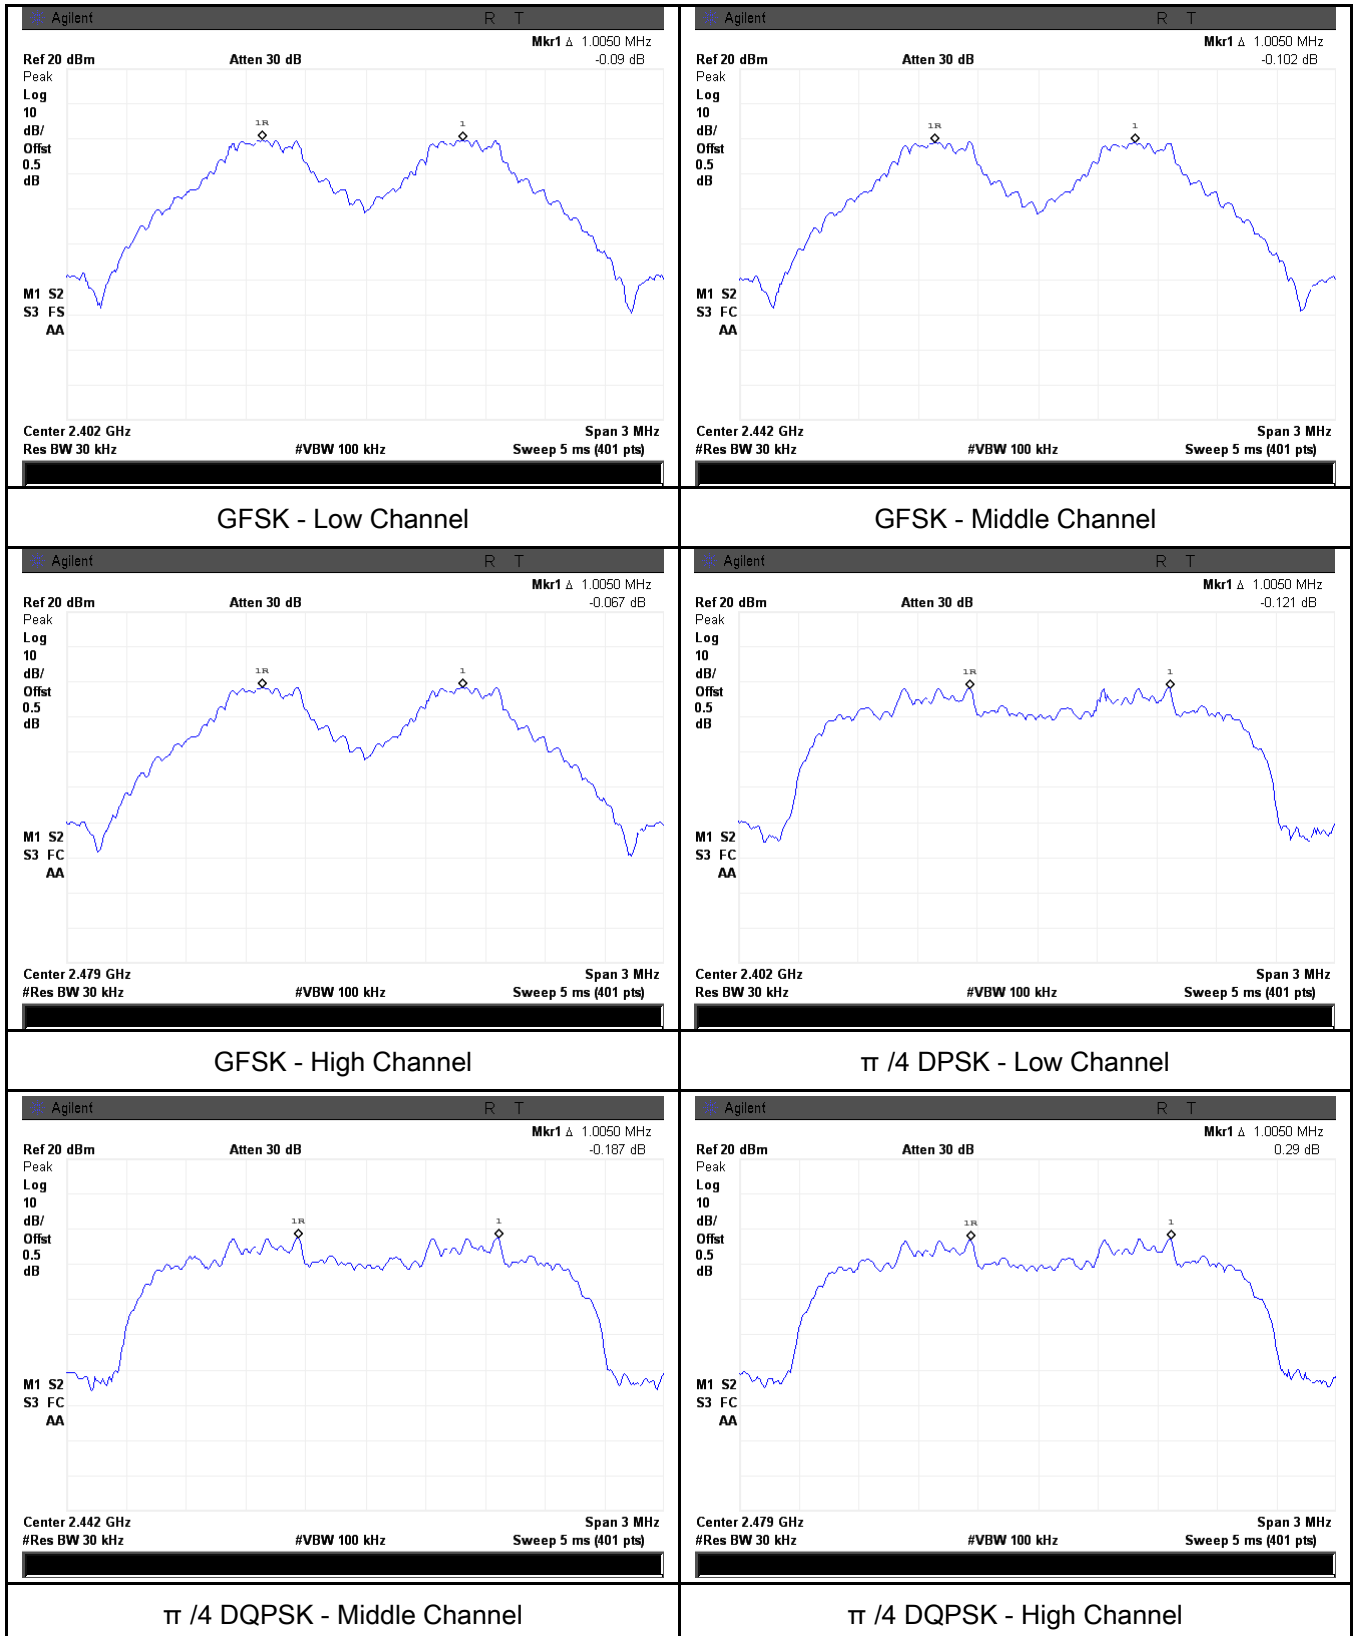 Agilent R T
Mkr1 Δ 1.0050 MHz
Ref 20 dBm Atten 30 dB -0.09 dB
Peak
Log
10
dB/
Offst
0.5
dB
1R 1
M1 S2
S3 FS
AA
Center 2.402 GHz Span 3 MHz
Res BW 30 kHz #VBW 100 kHz Sweep 5 ms (401 pts)
GFSK - Low Channel
Agilent R T
Mkr1 Δ 1.0050 MHz
Ref 20 dBm Atten 30 dB -0.102 dB
Peak
Log
10
dB/
Offst
0.5
dB
1R 1
M1 S2
S3 FC
AA
Center 2.442 GHz Span 3 MHz
#Res BW 30 kHz #VBW 100 kHz Sweep 5 ms (401 pts)
GFSK - Middle Channel
Agilent R T
Mkr1 Δ 1.0050 MHz
Ref 20 dBm Atten 30 dB -0.067 dB
Peak
Log
10
dB/
Offst
0.5
dB
1R 1
M1 S2
S3 FC
AA
Center 2.479 GHz Span 3 MHz
#Res BW 30 kHz #VBW 100 kHz Sweep 5 ms (401 pts)
GFSK - High Channel
Agilent R T
Mkr1 Δ 1.0050 MHz
Ref 20 dBm Atten 30 dB -0.121 dB
Peak
Log
10
dB/
Offst
0.5
dB
1R 1
M1 S2
S3 FC
AA
Center 2.402 GHz Span 3 MHz
Res BW 30 kHz #VBW 100 kHz Sweep 5 ms (401 pts)
π /4 DPSK - Low Channel
Agilent R T
Mkr1 Δ 1.0050 MHz
Ref 20 dBm Atten 30 dB -0.187 dB
Peak
Log
10
dB/
Offst
0.5
dB
1R 1
M1 S2
S3 FC
AA
Center 2.442 GHz Span 3 MHz
#Res BW 30 kHz #VBW 100 kHz Sweep 5 ms (401 pts)
π /4 DQPSK - Middle Channel
Agilent R T
Mkr1 Δ 1.0050 MHz
Ref 20 dBm Atten 30 dB 0.29 dB
Peak
Log
10
dB/
Offst
0.5
dB
1R 1
M1 S2
S3 FC
AA
Center 2.479 GHz Span 3 MHz
#Res BW 30 kHz #VBW 100 kHz Sweep 5 ms (401 pts)
π /4 DQPSK - High Channel